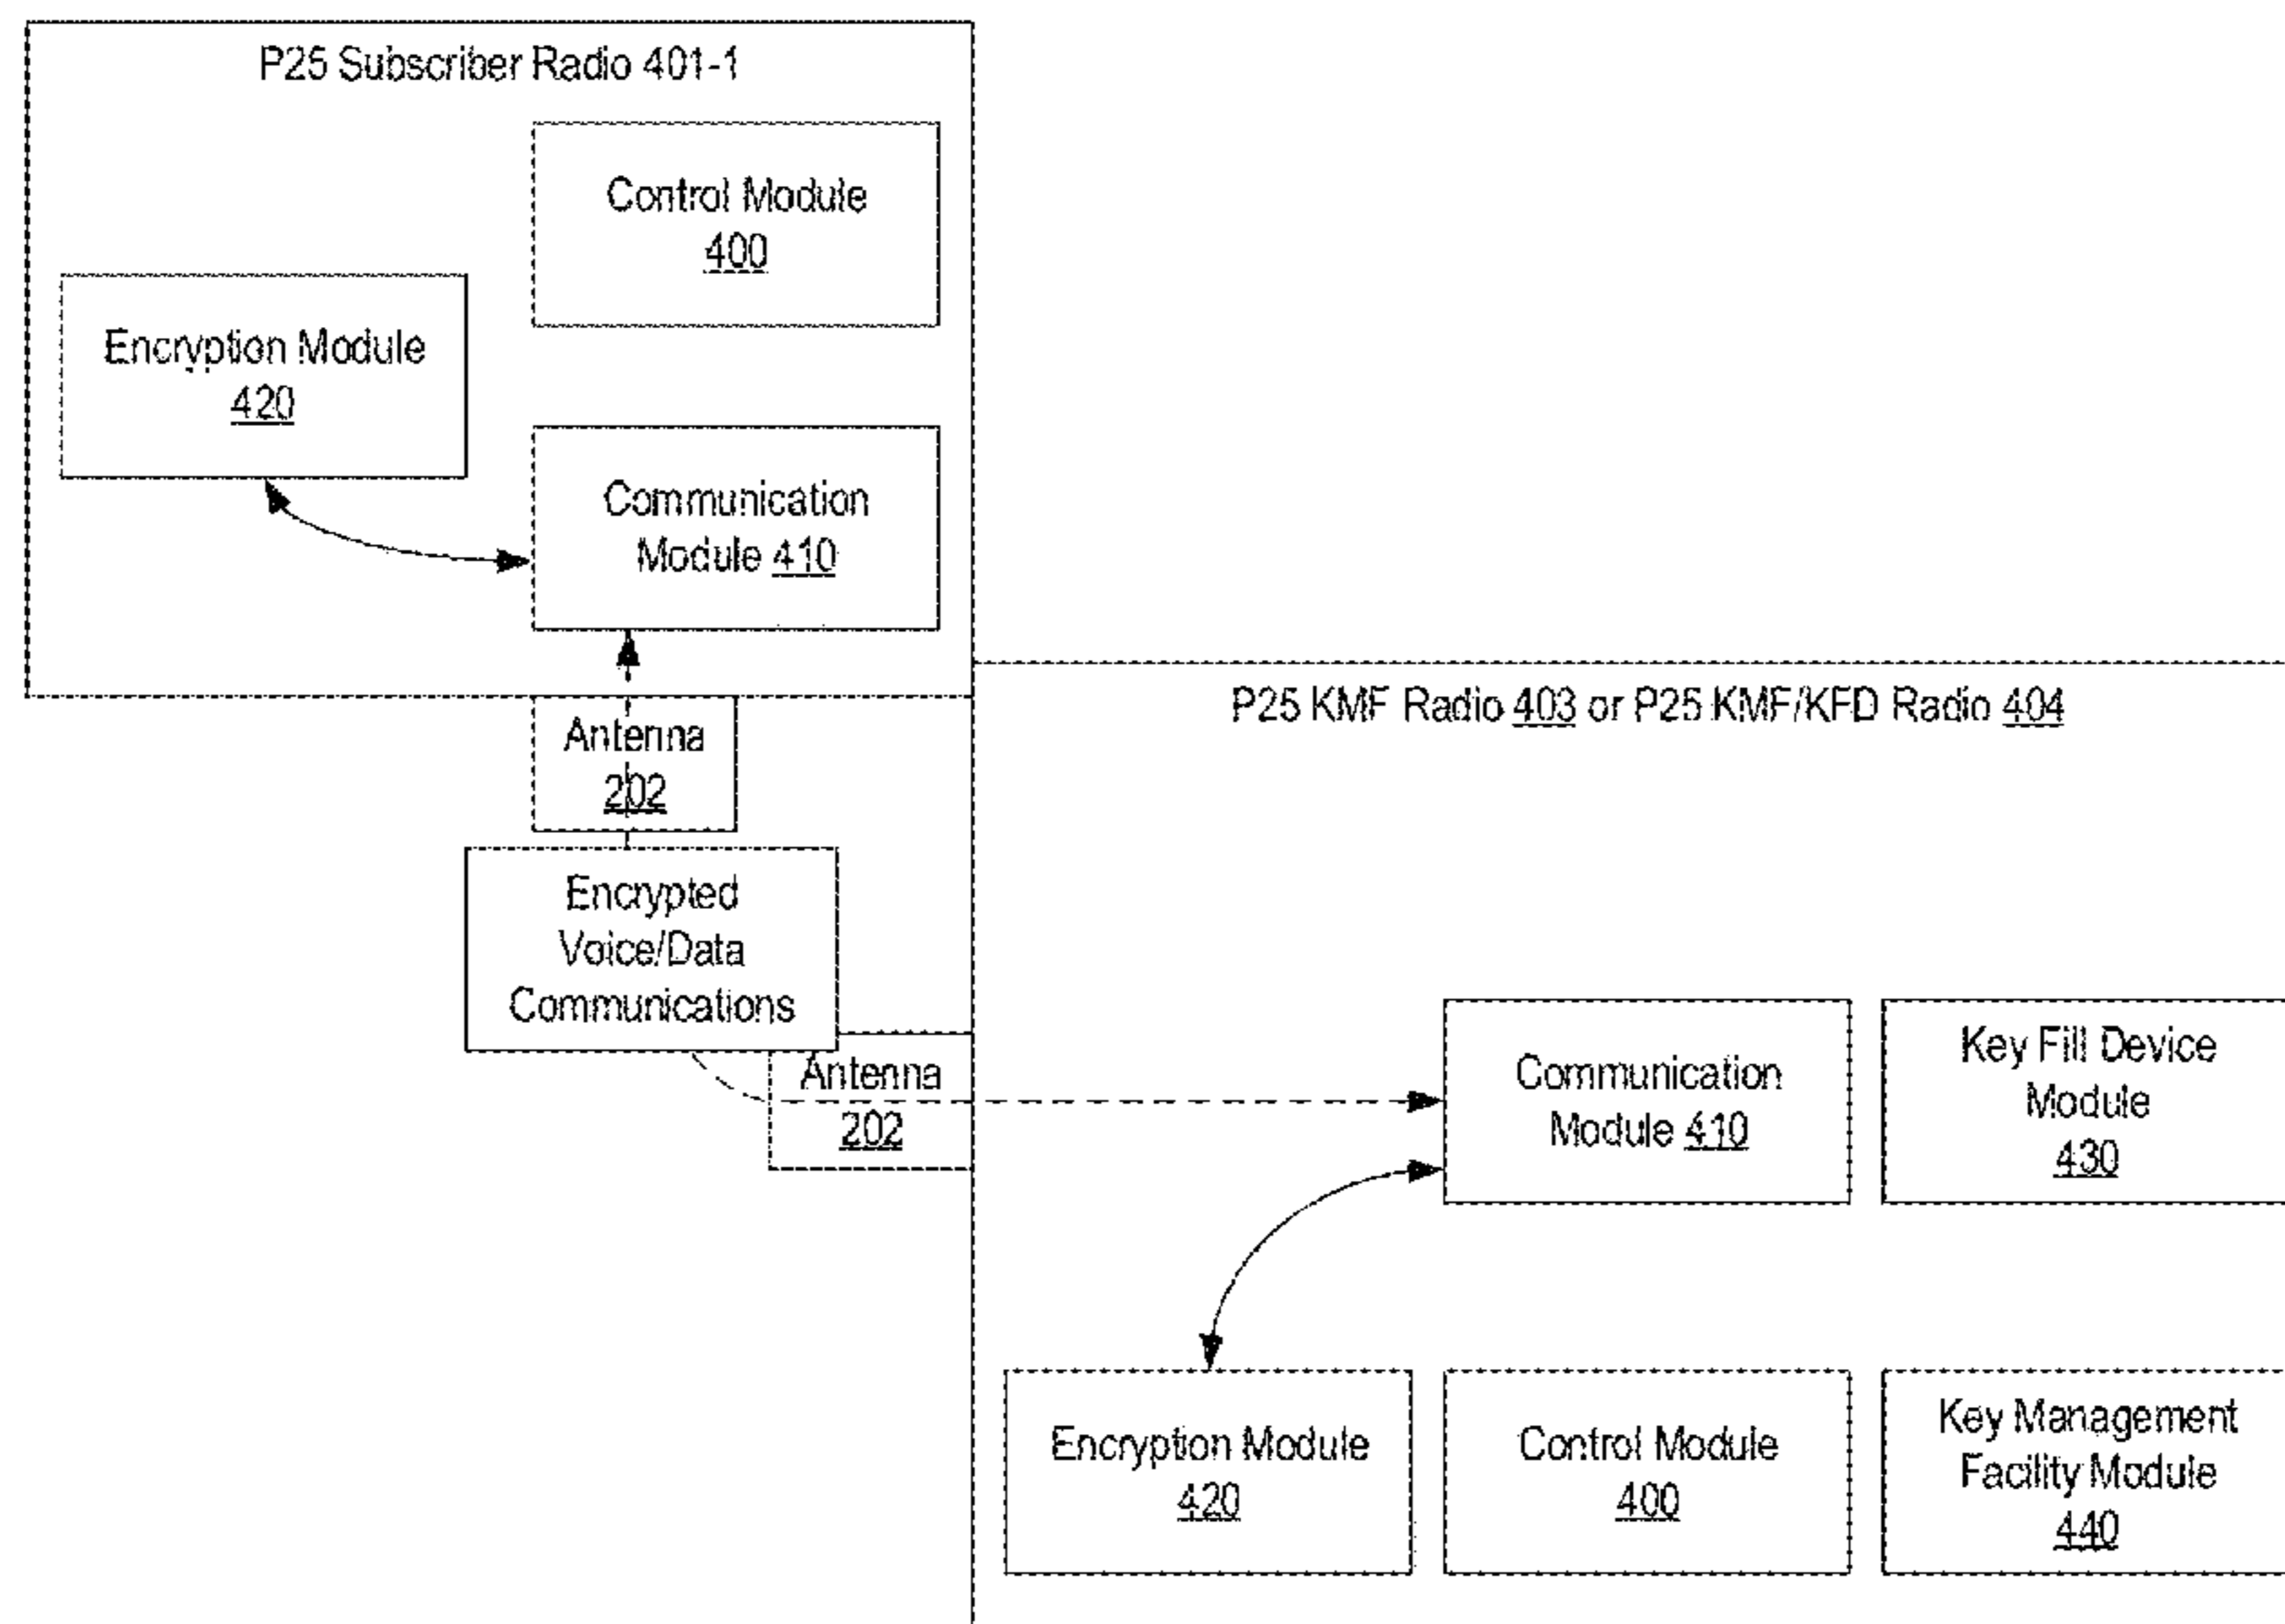 P25 Subscriber Radio 401-1
Control Module
400
Encryption Module
420
Communication
Module 410
P25 KMF Radio 403 or P25 KMF/KFD Radio 404
Antenna
202
Encrypted
Voice/Data
Communications
Antenna
202
Communication
Module 410
Key Fill Device
Module
430
Encryption Module
420
Control Module
400
Key Management
Facility Module
440